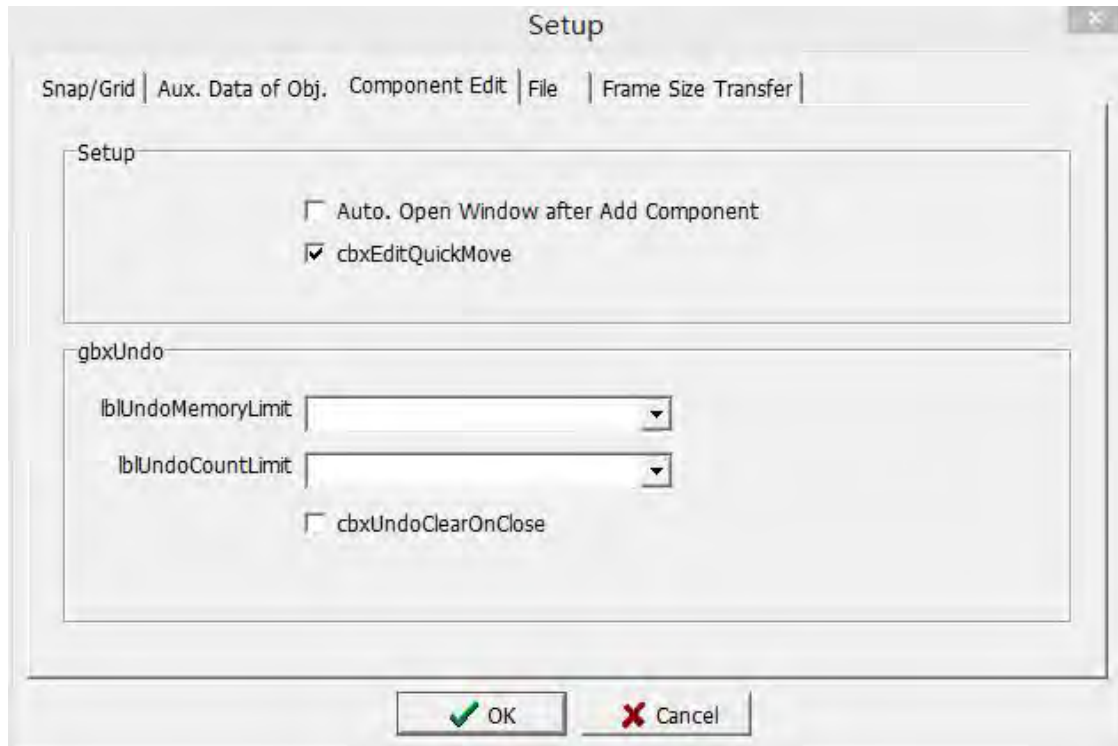 Setup
Snap/Grid Aux. Data of Obj. Component Edit File Frame Size Transfer
Setup
Auto. Open Window after Add Component
cbxEditQuickMove
gbxUndo
lblUndoMemoryLimit
lblUndoCountLimit
cbxUndoClearOnClose
OK Cancel